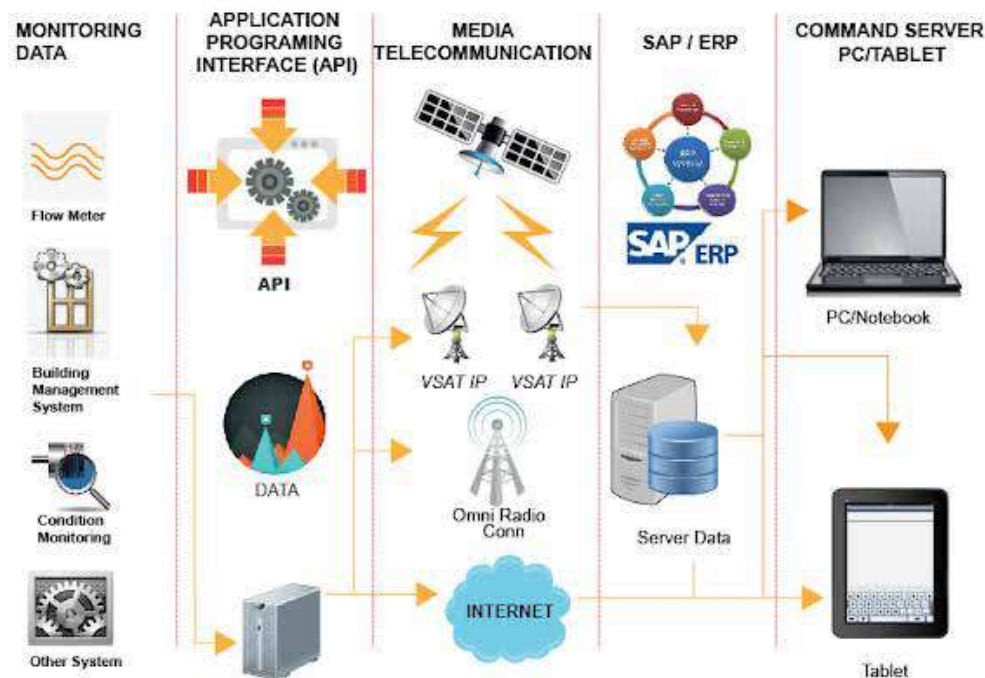 MONITORING
DATA
Flow Meter
Building
Management
System
Condition
Monitoring
Other System
APPLICATION
PROGRAMING
INTERFACE (API)
API
DATA
MEDIA
TELECOMMUNICATION
VSAT IP
VSAT IP
Omni Radio
Conn
INTERNET
SAP / ERP
ERP
SAP ERP
Server Data
COMMAND SERVER
PC/TABLET
PC/Notebook
Tablet